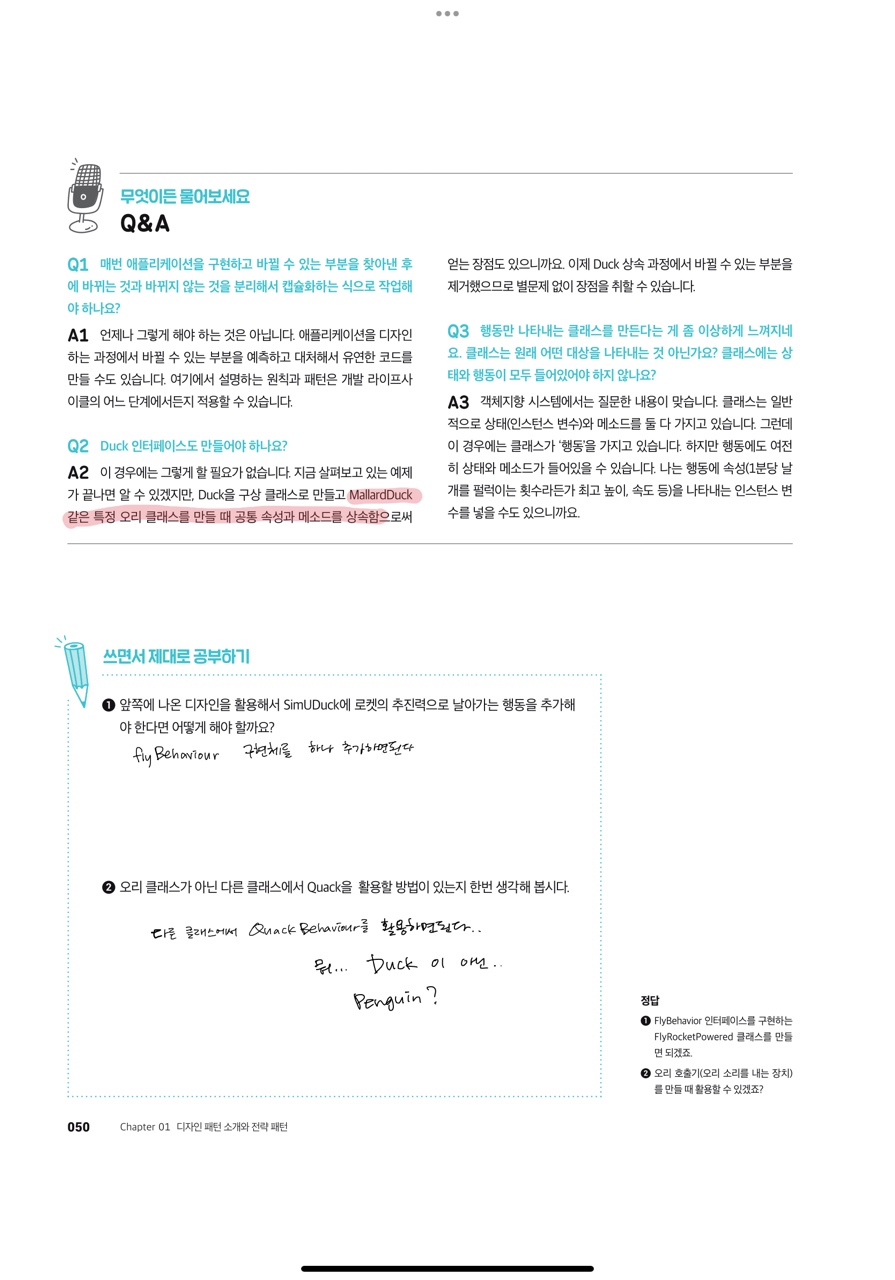 무엇이든 물어보세요
Q&A
Q1 매번 애플리케이션을 구현하고 바뀔 수 있는 부분을 찾아낸 후
에 바뀌는 것과 바뀌지 않는 것을 분리해서 캡슐화하는 식으로 작업해
야 하나요?
A1 언제나 그렇게 해야 하는 것은 아닙니다. 애플리케이션을 디자인
하는 과정에서 바뀔 수 있는 부분을 예측하고 대처해서 유연한 코드를
만들 수도 있습니다. 여기에서 설명하는 원칙과 패턴은 개발 라이프사
이클의 어느 단계에서든지 적용할 수 있습니다.
Q2 Duck 인터페이스도 만들어야 하나요?
A2 이 경우에는 그렇게 할 필요가 없습니다. 지금 살펴보고 있는 예제
가 끝나면 알 수 있겠지만, Duck을 구상 클래스로 만들고 MallardDuck
같은 특정 오리 클래스를 만들 때 공통 속성과 메소드를 상속함으로써
얻는 장점도 있으니까요. 이제 Duck 상속 과정에서 바뀔 수 있는 부분을
제거했으므로 별문제 없이 장점을 취할 수 있습니다.
Q3 행동만 나타내는 클래스를 만든다는 게 좀 이상하게 느껴지네
요. 클래스는 원래 어떤 대상을 나타내는 것 아닌가요? 클래스에는 상
태와 행동이 모두 들어있어야 하지 않나요?
A3 객체지향 시스템에서는 질문한 내용이 맞습니다. 클래스는 일반
적으로 상태(인스턴스 변수)와 메소드를 둘 다 가지고 있습니다. 그런데
이 경우에는 클래스가 ‘행동’을 가지고 있습니다. 하지만 행동에도 여전
히 상태와 메소드가 들어있을 수 있습니다. 나는 행동에 속성(1분당 날
개를 펄럭이는 횟수라든가 최고 높이, 속도 등)을 나타내는 인스턴스 변
수를 넣을 수도 있으니까요.
쓰면서 제대로 공부하기
❶ 앞쪽에 나온 디자인을 활용해서 SimUDuck에 로켓의 추진력으로 날아가는 행동을 추가해
야 한다면 어떻게 해야 할까요?
fly Behaviour 구현체를 하나 추가하면된다
❷ 오리 클래스가 아닌 다른 클래스에서 Quack을 활용할 방법이 있는지 한번 생각해 봅시다.
다른 클래스에서 Quack Behaviour를 활용하면된다..
뭐... Duck 이 아닌..
Penguin?
정답
❶ FlyBehavior 인터페이스를 구현하는
FlyRocketPowered 클래스를 만들
면 되겠죠.
❷ 오리 호출기(오리 소리를 내는 장치)
를 만들 때 활용할 수 있겠죠?
050 Chapter 01 디자인 패턴 소개와 전략 패턴